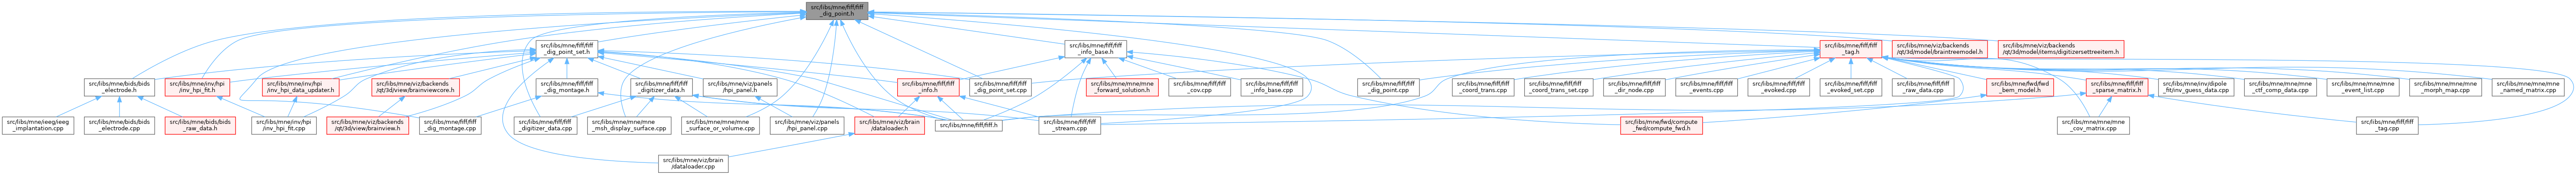 src/libs/mne/fiff/fiff
_dig_point.h
src/libs/mne/fiff/fiff
_dig_point_set.h
src/libs/mne/fiff/fiff
_info_base.h
src/libs/mne/fiff/fiff
_tag.h
src/libs/mne/viz/backends
/qt/3d/model/braintreemodel.h
src/libs/mne/viz/backends
/qt/3d/model/items/digitizersettreeitem.h
src/libs/mne/bids/bids
_electrode.h
src/libs/mne/inv/hpi
/inv_hpi_fit.h
src/libs/mne/inv/hpi
/inv_hpi_data_updater.h
src/libs/mne/viz/backends
/qt/3d/view/brainviewcore.h
src/libs/mne/fiff/fiff
_dig_montage.h
src/libs/mne/fiff/fiff
_digitizer_data.h
src/libs/mne/viz/panels
/hpi_panel.h
src/libs/mne/fiff/fiff
_info.h
src/libs/mne/fiff/fiff
_dig_point_set.cpp
src/libs/mne/mne/mne
_forward_solution.h
src/libs/mne/fiff/fiff
_cov.cpp
src/libs/mne/fiff/fiff
_info_base.cpp
src/libs/mne/fiff/fiff
_dig_point.cpp
src/libs/mne/fiff/fiff
_coord_trans.cpp
src/libs/mne/fiff/fiff
_coord_trans_set.cpp
src/libs/mne/fiff/fiff
_dir_node.cpp
src/libs/mne/fiff/fiff
_events.cpp
src/libs/mne/fiff/fiff
_evoked.cpp
src/libs/mne/fiff/fiff
_evoked_set.cpp
src/libs/mne/fiff/fiff
_raw_data.cpp
src/libs/mne/fwd/fwd
_bem_model.h
src/libs/mne/fiff/fiff
_sparse_matrix.h
src/libs/mne/inv/dipole
_fit/inv_guess_data.cpp
src/libs/mne/mne/mne
_ctf_comp_data.cpp
src/libs/mne/mne/mne
_event_list.cpp
src/libs/mne/mne/mne
_morph_map.cpp
src/libs/mne/mne/mne
_named_matrix.cpp
src/libs/mne/eeg/eeg
_implantation.cpp
src/libs/mne/bids/bids
_electrode.cpp
src/libs/mne/bids/bids
_raw_data.h
src/libs/mne/inv/hpi
/inv_hpi_fit.cpp
src/libs/mne/viz/backends
/qt/3d/view/brainview.h
src/libs/mne/fiff/fiff
_dig_montage.cpp
src/libs/mne/fiff/fiff
_digitizer_data.cpp
src/libs/mne/mne/mne
_msh_display_surface.cpp
src/libs/mne/mne/mne
_surface_or_volume.cpp
src/libs/mne/viz/panels
/hpi_panel.cpp
src/libs/mne/viz/brain
/dataloader.h
src/libs/mne/fiff/fiff.h
src/libs/mne/fiff/fiff
_stream.cpp
src/libs/mne/fwd/compute
_fwd/compute_fwd.h
src/libs/mne/mne/mne
_cov_matrix.cpp
src/libs/mne/fiff/fiff
_tag.cpp
src/libs/mne/viz/brain
/dataloader.cpp